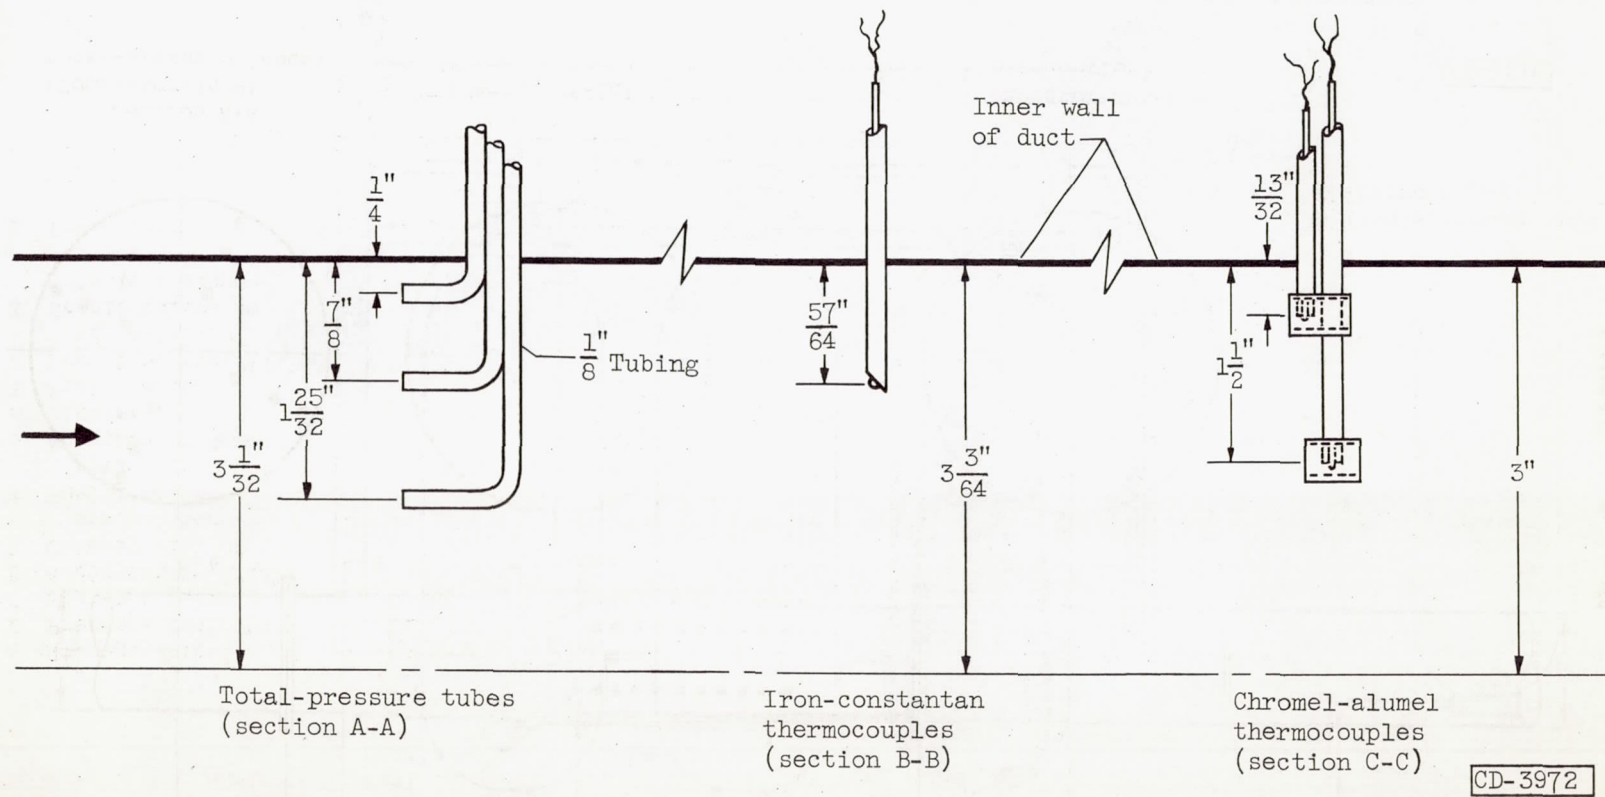 Inner wall
of duct
1"
4
7"
8
1 25"
32
3 1"
32
1"
8 Tubing
57"
64
3 3"
64
13"
32
1 1"
2
3"
Total-pressure tubes
(section A-A)
Iron-constantan
thermocouples
(section B-B)
Chromel-alumel
thermocouples
(section C-C)
CD-3972